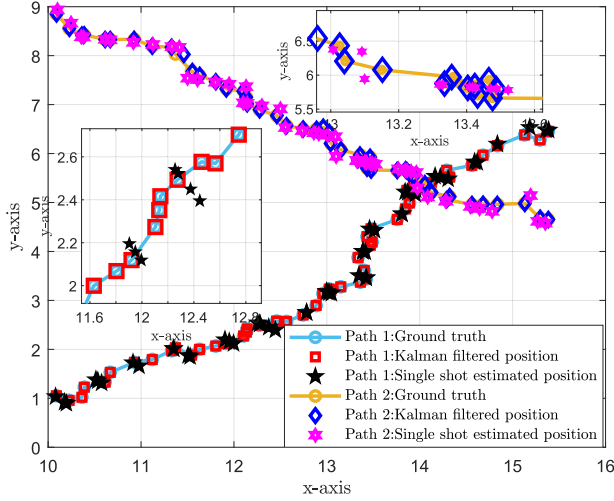 9
8
7
6
5
4
3
2
1
0
y-axis
10
11
12
13
14
15
16
x-axis
6.5
6
5.5
y-axis
13
13.2
13.4
13.6
x-axis
2.6
2.4
2.2
2
y-axis
11.6
12
12.4
12.8
x-axis
Path 1:Ground truth
Path 1:Kalman filtered position
Path 1:Single shot estimated position
Path 2:Ground truth
Path 2:Kalman filtered position
Path 2:Single shot estimated position